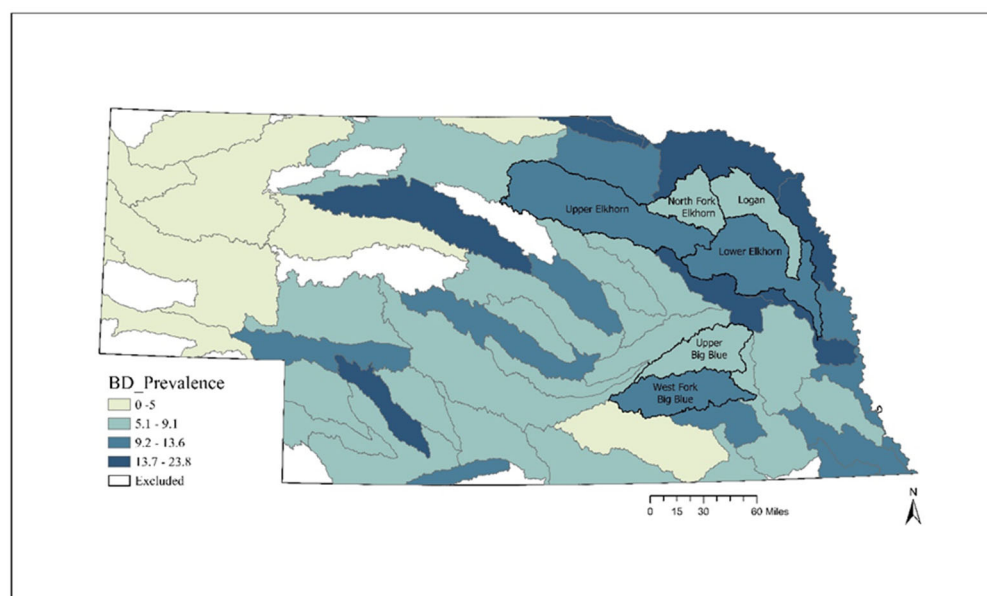 North Fork
Elkhorn
Logan
Upper Elkhorn
Lower Elkhorn
Upper
Big Blue
West Fork
Big Blue
BD_Prevalence
0 -5
5.1 - 9.1
9.2 - 13.6
13.7 - 23.8
Excluded
N
0 15 30 60 Miles